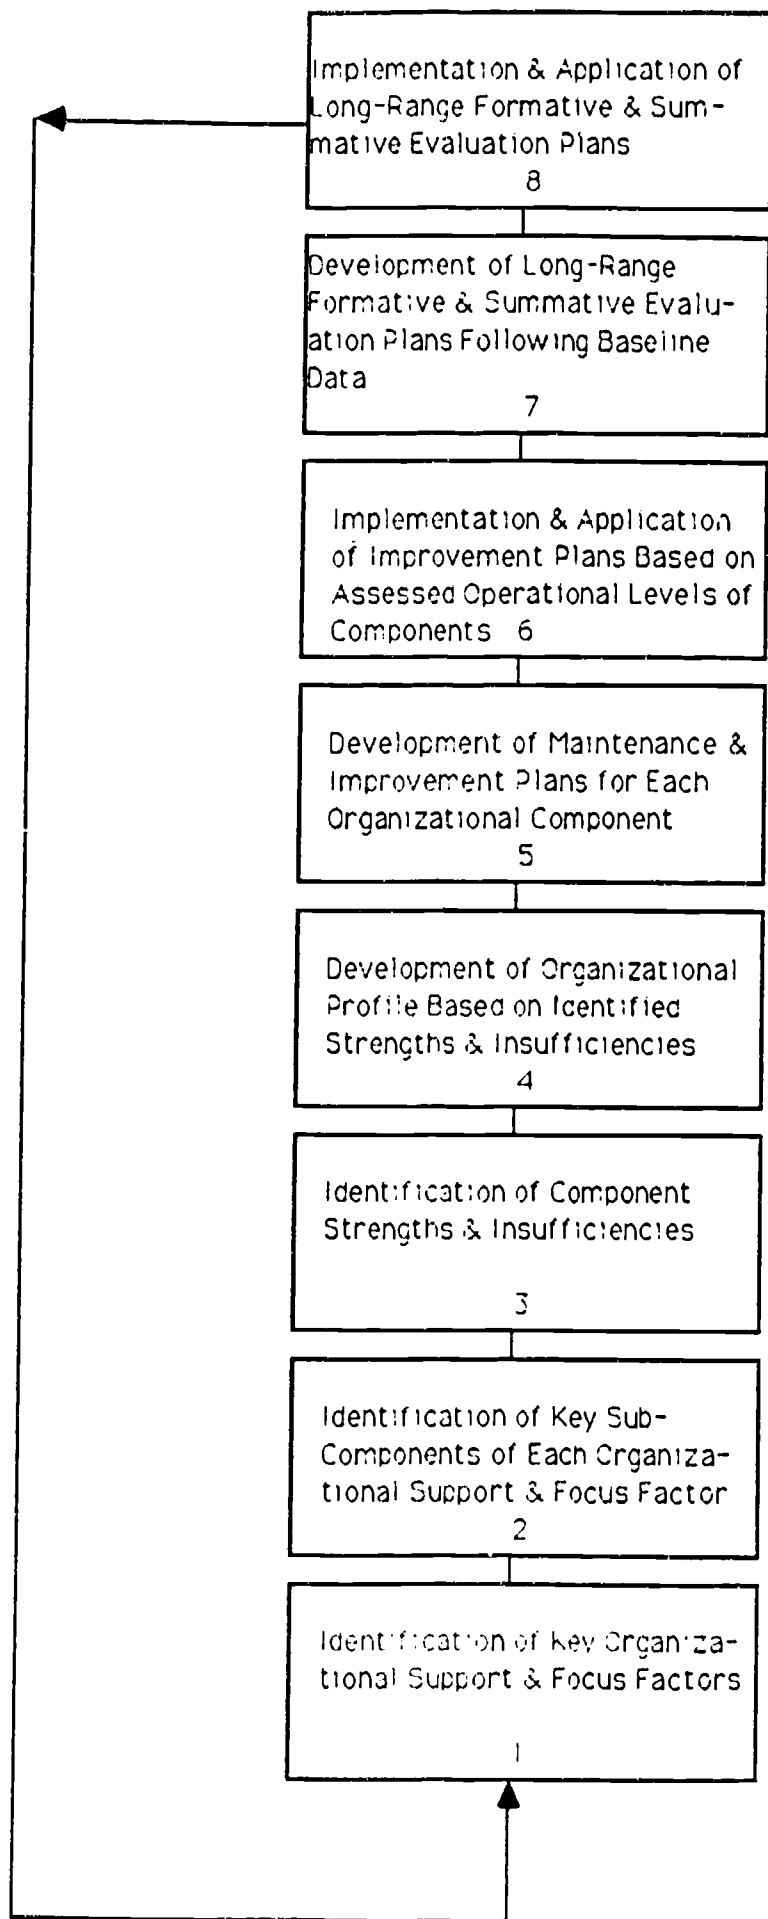 Implementation & Application of
Long-Range Formative & Sum-
mative Evaluation Plans
8
Development of Long-Range
Formative & Summative Evalu-
ation Plans Following Baseline
Data
7
Implementation & Application
of Improvement Plans Based on
Assessed Operational Levels of
Components 6
Development of Maintenance &
Improvement Plans for Each
Organizational Component
5
Development of Organizational
Profile Based on Identified
Strengths & Insufficiencies
4
Identification of Component
Strengths & Insufficiencies
3
Identification of Key Sub-
Components of Each Organiza-
tional Support & Focus Factor
2
Identification of Key Organiza-
tional Support & Focus Factors
1